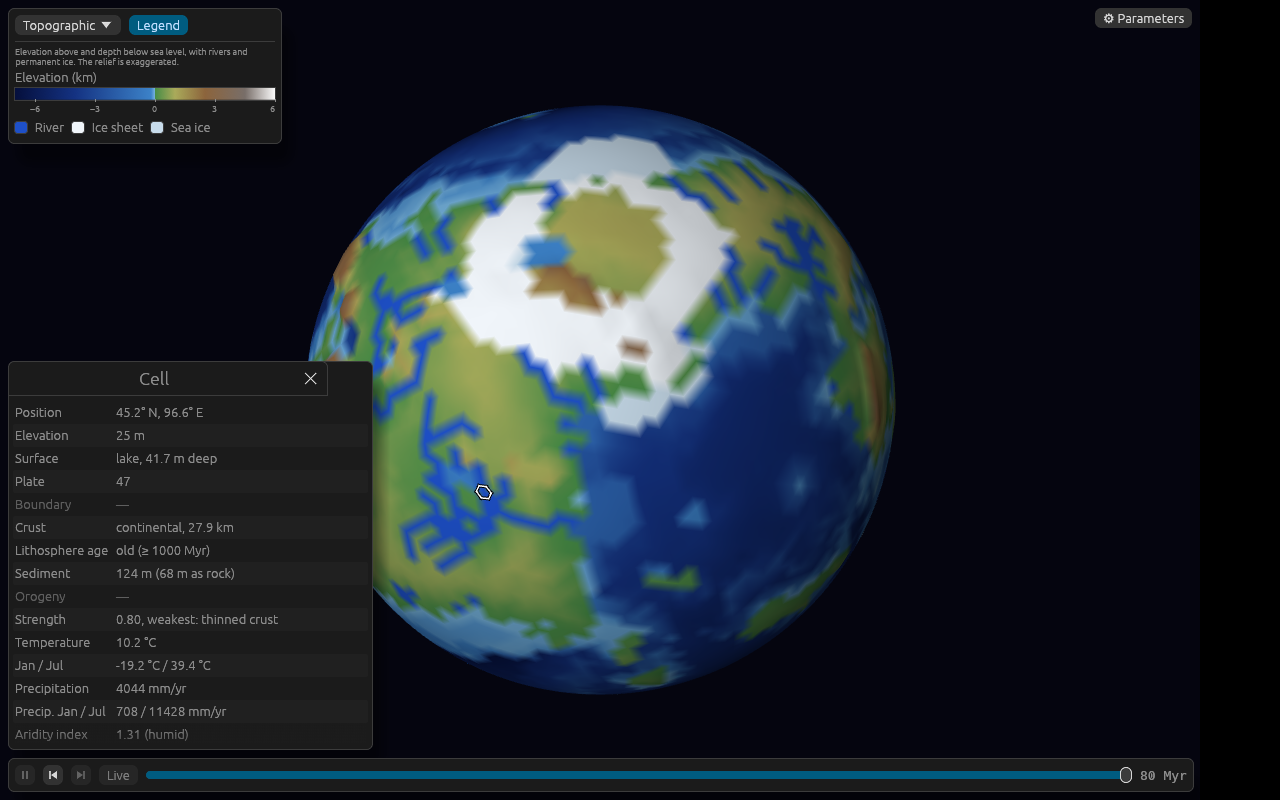 Topographic Legend
⚙ Parameters
Elevation above and depth below sea level, with rivers and
permanent ice. The relief is exaggerated.
Elevation (km)
−6 −3 0 3 6
River Ice sheet Sea ice
Cell
Position 45.2° N, 96.6° E
Elevation 25 m
Surface lake, 41.7 m deep
Plate 47
Boundary —
Crust continental, 27.9 km
Lithosphere age old (≥ 1000 Myr)
Sediment 124 m (68 m as rock)
Orogeny —
Strength 0.80, weakest: thinned crust
Temperature 10.2 °C
Jan / Jul -19.2 °C / 39.4 °C
Precipitation 4044 mm/yr
Precip. Jan / Jul 708 / 11428 mm/yr
Aridity index 1.31 (humid)
Live 80 Myr